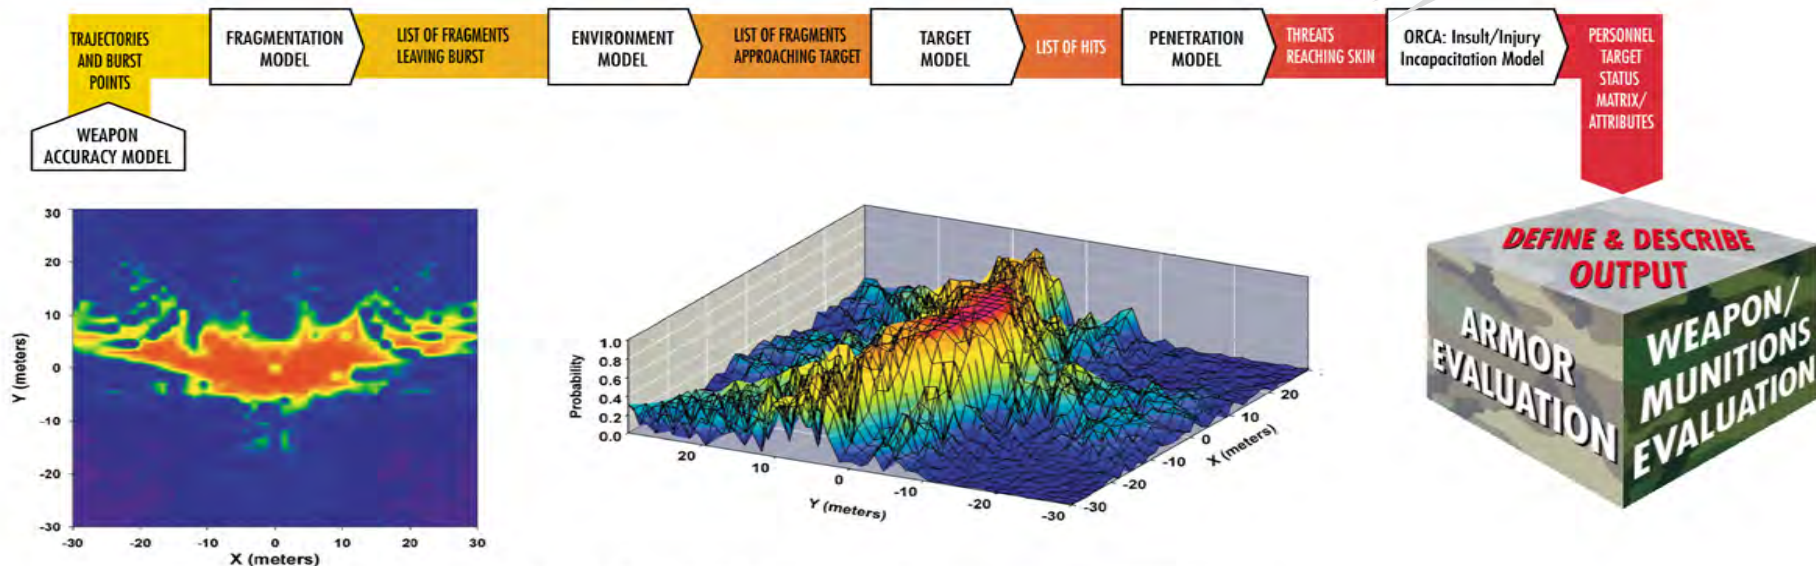 TRAJECTORIES
AND BURST
POINTS
WEAPON
ACCURACY MODEL
FRAGMENTATION
MODEL
LIST OF FRAGMENTS
LEAVING BURST
ENVIRONMENT
MODEL
LIST OF FRAGMENTS
APPROACHING TARGET
TARGET
MODEL
LIST OF HITS
PENETRATION
MODEL
THREATS
REACHING SKIN
ORCA: Insult/Injury
Incapacitation Model
PERSONNEL
TARGET
STATUS
MATRIX/
ATTRIBUTES
30
20
10
0
-10
-20
-30
Y (meters)
-30
-20
-10
0
10
20
30
X (meters)
1.0
0.8
0.6
0.4
0.2
0.0
Probability
20
10
0
-10
-20
-30
Y (meters)
-30
-20
-10
0
10
20
X (meters)
DEFINE & DESCRIBE
OUTPUT
ARMOR
EVALUATION
WEAPON/
MUNITIONS
EVALUATION